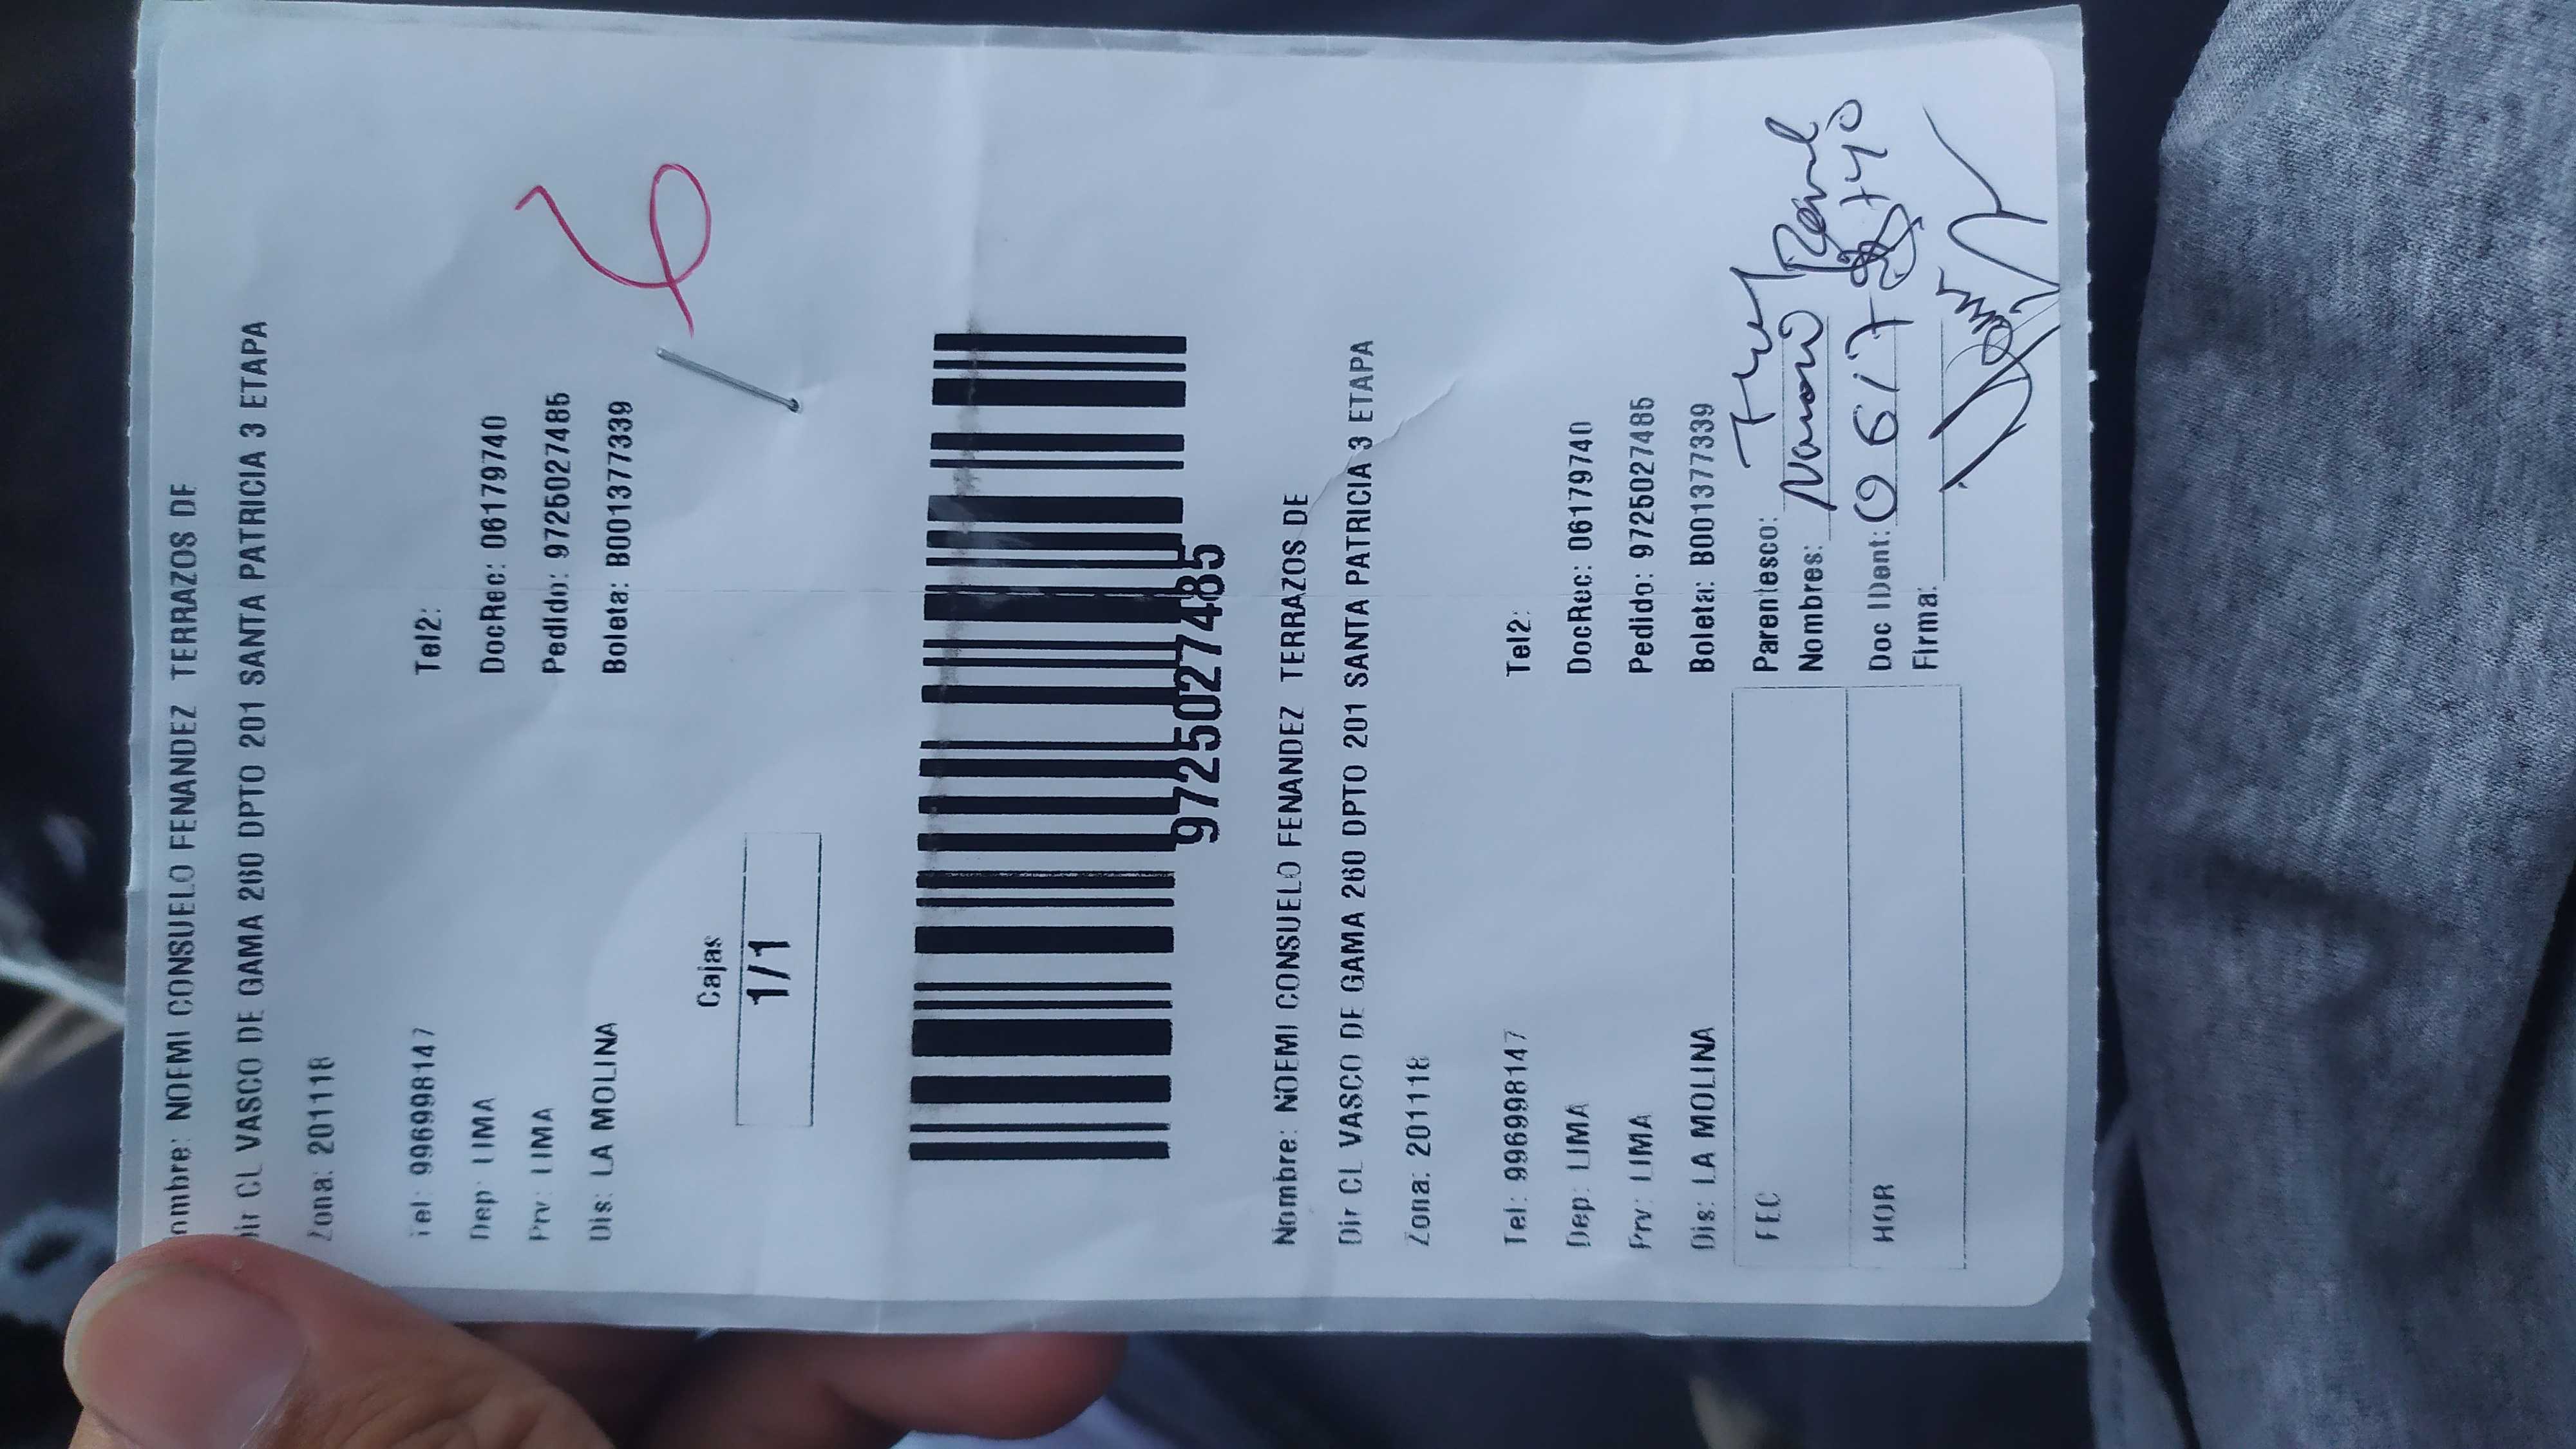 ombre: NOEMI CONSUELO FENANDEZ TERRAZOS DE
Dir CL VASCO DE GAMA 260 DPTO 201 SANTA PATRICIA 3 ETAPA
Zona: 201118
Tel: 996998147 Tel2:
Dep: LIMA DocRec: 06179740
Prv: LIMA Pedido: 9725027485
Dis: LA MOLINA Boleta: B001377339
Cajas
1/1
9725027485
Nombre: NOEMI CONSUELO FENANDEZ TERRAZOS DE
Dir CL VASCO DE GAMA 260 DPTO 201 SANTA PATRICIA 3 ETAPA
Zona: 201118
Tel: 996998147 Tel2:
Dep: LIMA DocRec: 06179740
Prv: LIMA Pedido: 9725027485
Dis: LA MOLINA Boleta: B001377339
FEC Parentesco:
Nombres:
HOR Doc IDent:
Firma: